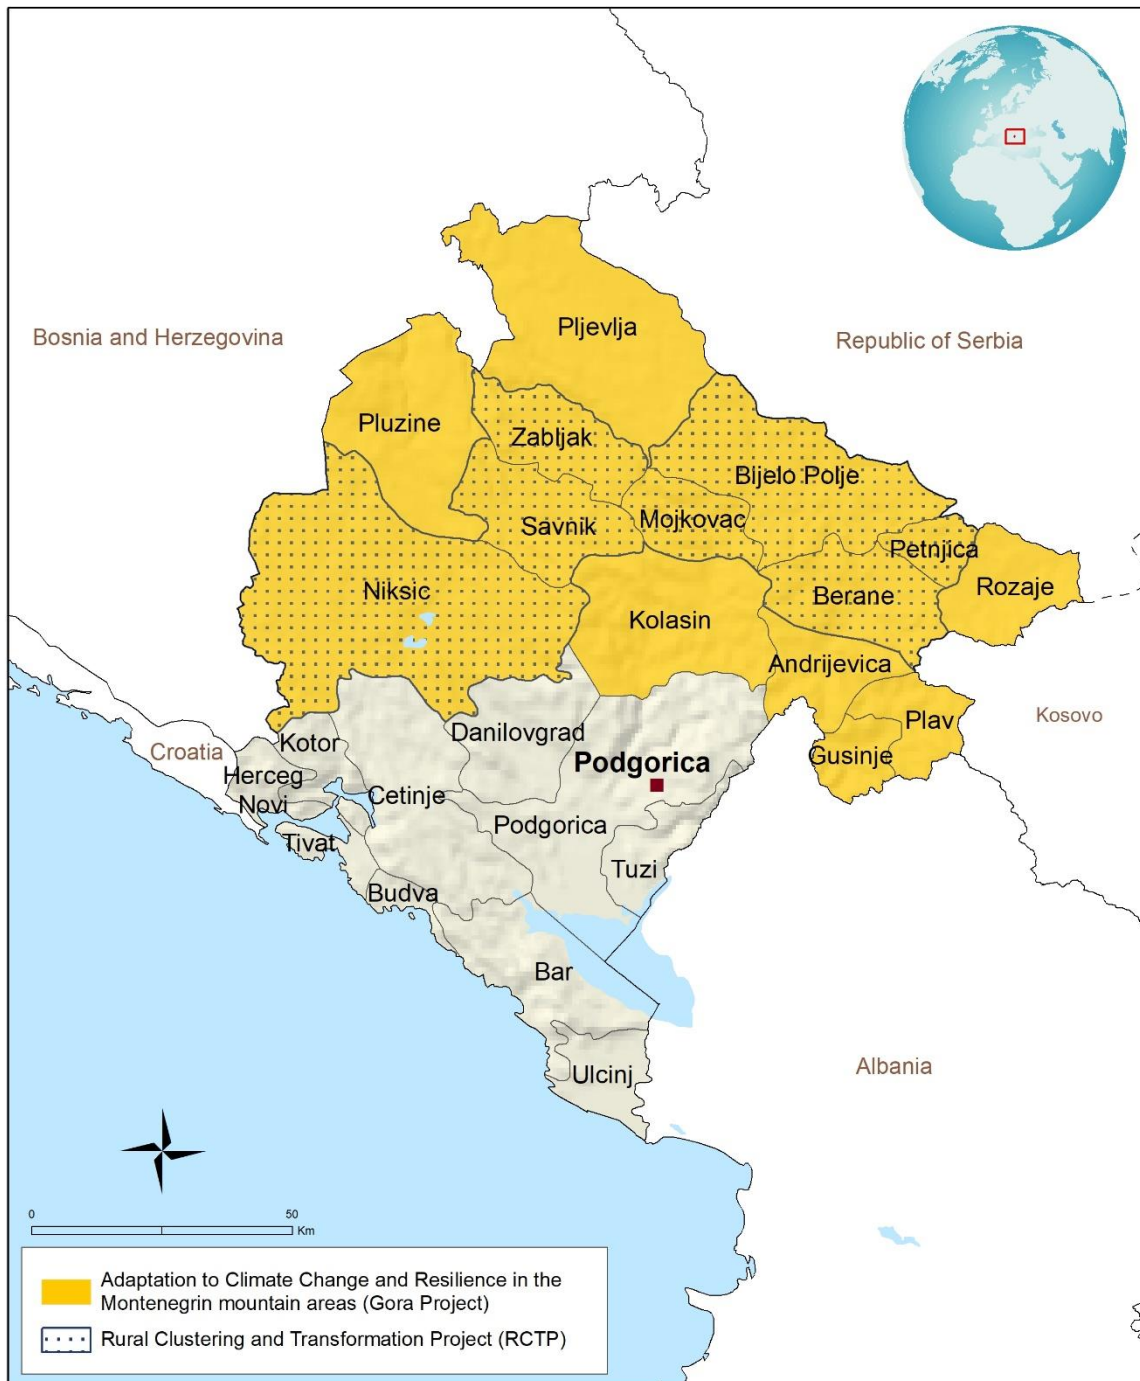 Bosnia and Herzegovina
Republic of Serbia
Pljevlja
Pluzine
Zabljak
Bijelo Polje
Savnik
Mojkovac
Petnjica
Niksic
Berane
Rozaje
Kolasin
Andrijevica
Plav
Kosovo
Gusinje
Croatia
Kotor
Danilovgrad
Podgorica
Herceg
Novi
Cetinje
Podgorica
Tivat
Tuzi
Budva
Bar
Ulcinj
Albania
0 50
Km
Adaptation to Climate Change and Resilience in the
Montenegrin mountain areas (Gora Project)
Rural Clustering and Transformation Project (RCTP)